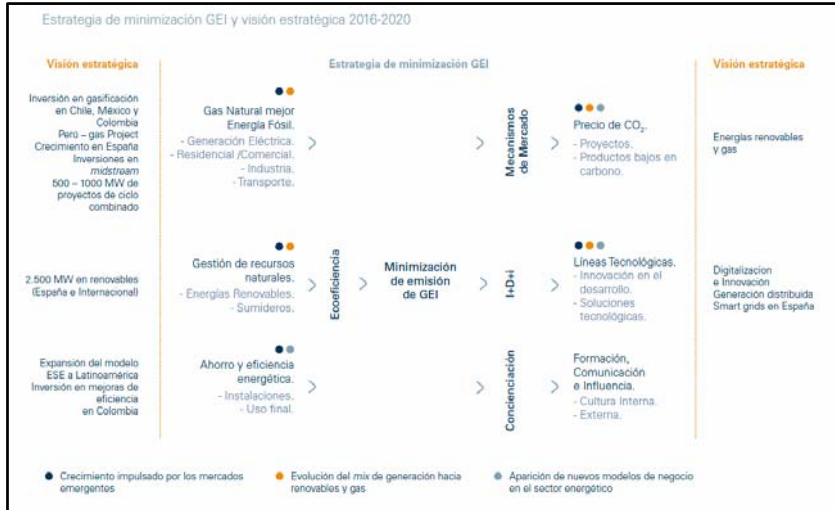 Estrategia de minimización GEI y visión estratégica 2016-2020
Visión estratégica
Inversión en gasificación
en Chile, México y
Colombia
Perú – gas Project
Crecimiento en España
Inversiones en
midstream
500 – 1000 MW de
proyectos de ciclo
combinado
2.500 MW en renovables
(España e Internacional)
Expansión del modelo
ESE a Latinoamérica
Inversión en mejoras de
eficiencia
en Colombia
Estrategia de minimización GEI
Gas Natural mejor
Energía Fósil.
- Generación Eléctrica.
- Residencial /Comercial.
- Industria.
- Transporte.
Gestión de recursos
naturales.
- Energías Renovables.
- Sumideros.
Ahorro y eficiencia
energética.
- Instalaciones.
- Uso final.
Ecoeficiencia
Minimización
de emisión
de GEI
Mecanismos
de Mercado
I+D+i
Concienciación
Precio de CO₂.
- Proyectos.
- Productos bajos en
carbono.
Líneas Tecnológicas.
- Innovación en el
desarrollo.
- Soluciones
tecnológicas.
Formación,
Comunicación
e Influencia.
- Cultura Interna.
- Externa.
Visión estratégica
Energías renovables
y gas
Digitalizacion
e Innovación
Generación distribuida
Smart grids en España
Crecimiento impulsado por los mercados
emergentes
Evolución del mix de generación hacia
renovables y gas
Aparición de nuevos modelos de negocio
en el sector energético